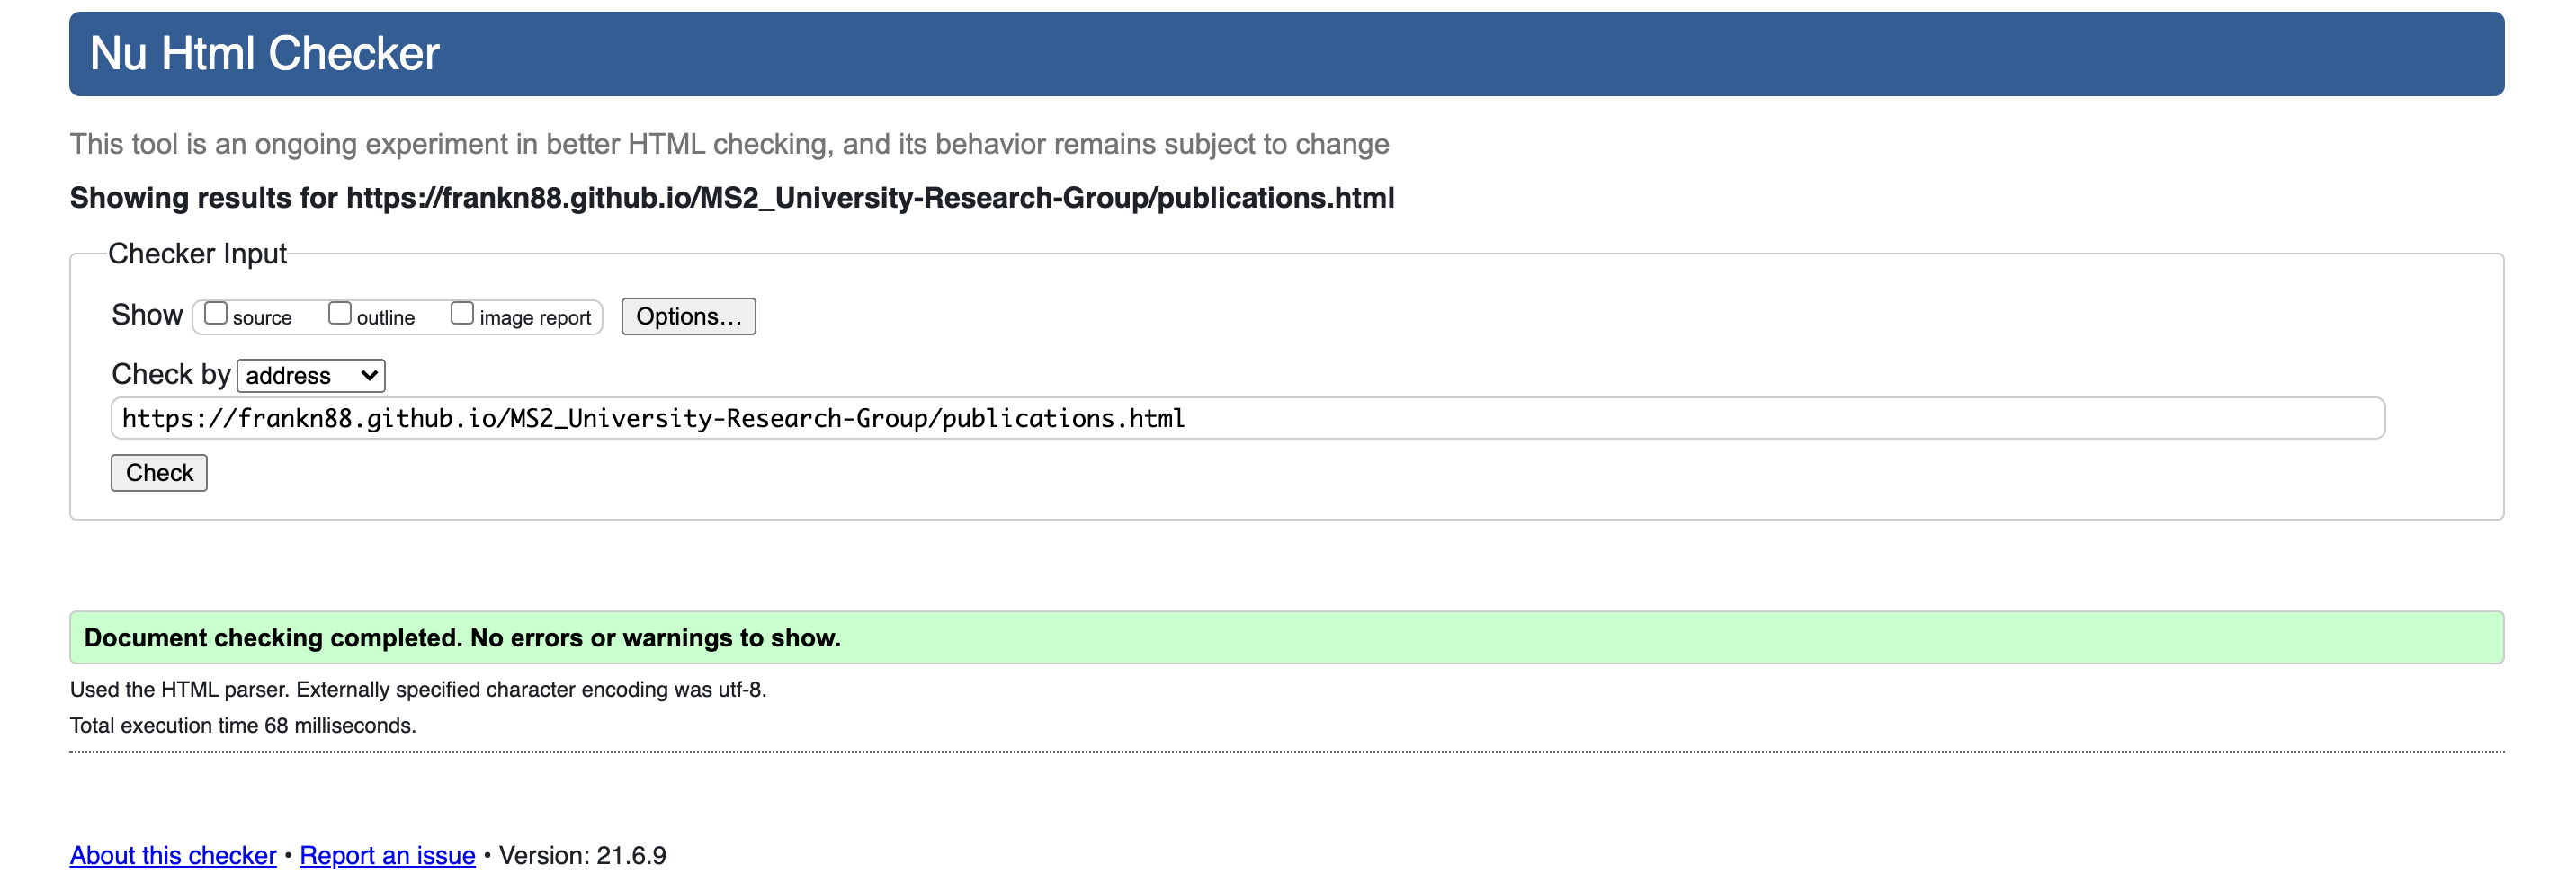 Nu Html Checker
This tool is an ongoing experiment in better HTML checking, and its behavior remains subject to change
Showing results for https://frankn88.github.io/MS2_University-Research-Group/publications.html
Checker Input
Show source outline image report Options...
Check by address
https://frankn88.github.io/MS2_University-Research-Group/publications.html
Check
Document checking completed. No errors or warnings to show.
Used the HTML parser. Externally specified character encoding was utf-8.
Total execution time 68 milliseconds.
About this checker • Report an issue • Version: 21.6.9